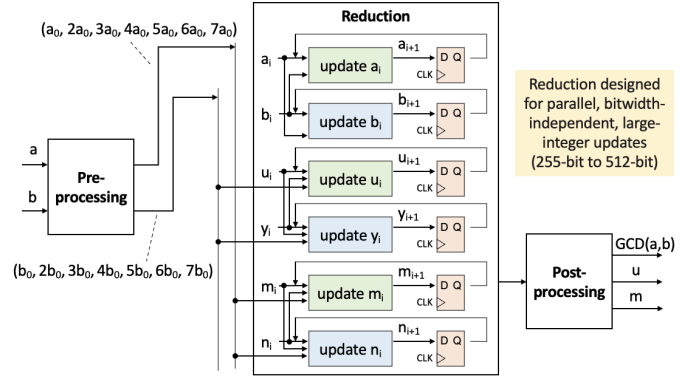 Reduction
(a₀, 2a₀, 3a₀, 4a₀, 5a₀, 6a₀, 7a₀)
aᵢ
update aᵢ
aᵢ₊₁
D Q
CLK
bᵢ
update bᵢ
bᵢ₊₁
D Q
CLK
Reduction designed
for parallel, bitwidth-
independent, large-
integer updates
(255-bit to 512-bit)
a
b
Pre-
processing
uᵢ
update uᵢ
uᵢ₊₁
D Q
CLK
yᵢ
update yᵢ
yᵢ₊₁
D Q
CLK
(b₀, 2b₀, 3b₀, 4b₀, 5b₀, 6b₀, 7b₀)
mᵢ
update mᵢ
mᵢ₊₁
D Q
CLK
nᵢ
update nᵢ
nᵢ₊₁
D Q
CLK
Post-
processing
GCD(a,b)
u
m